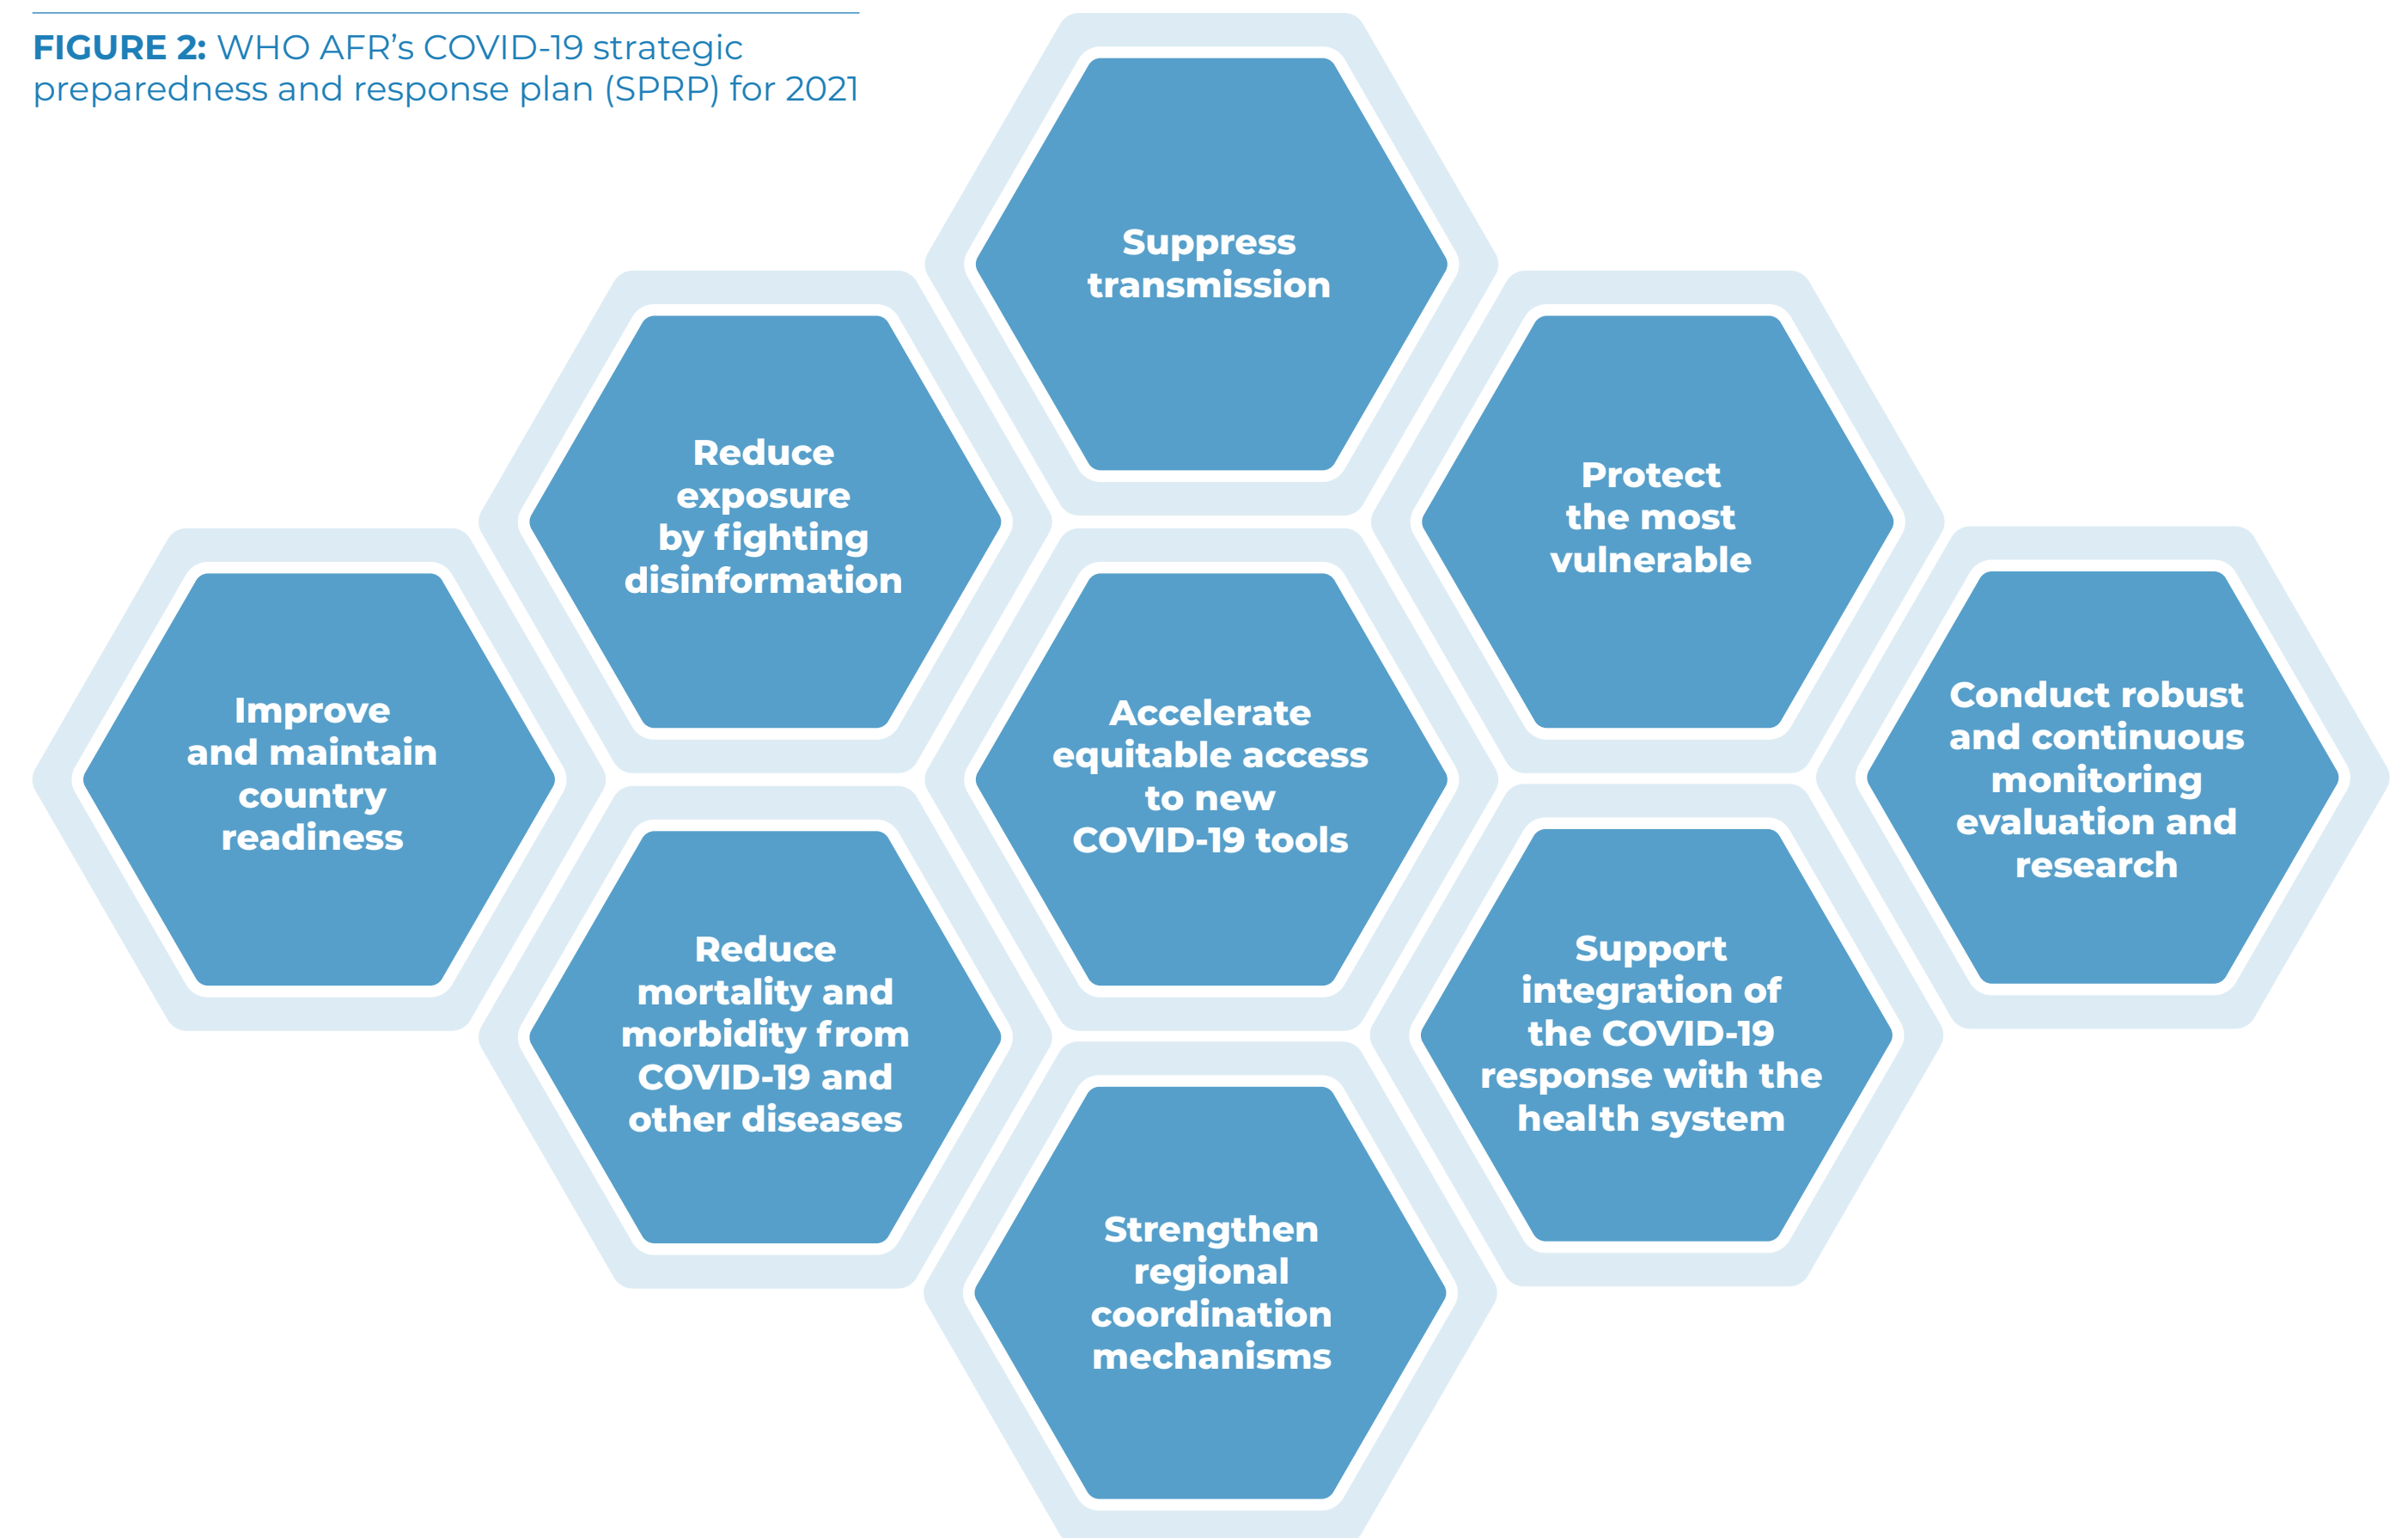 FIGURE 2: WHO AFR’s COVID-19 strategic
preparedness and response plan (SPRP) for 2021
Suppress
transmission
Reduce
exposure
by fighting
disinformation
Protect
the most
vulnerable
Improve
and maintain
country
readiness
Accelerate
equitable access
to new
COVID-19 tools
Conduct robust
and continuous
monitoring
evaluation and
research
Reduce
mortality and
morbidity from
COVID-19 and
other diseases
Support
integration of
the COVID-19
response with the
health system
Strengthen
regional
coordination
mechanisms